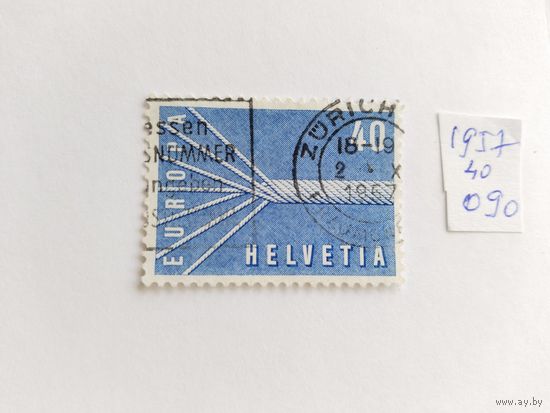 EUROPA
40
HELVETIA
ZÜRICH
18-19
2 X
1957
essen
SNUMMER
1957
40
090
www.ay.by